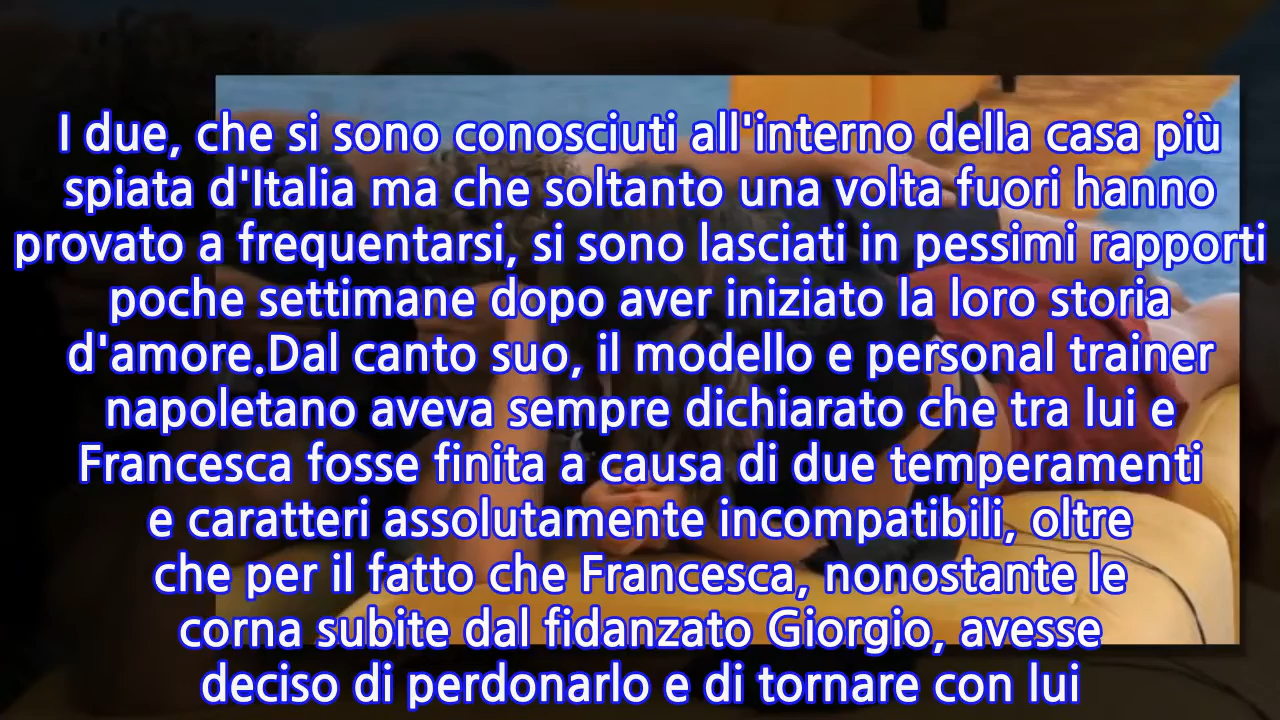 I due, che si sono conosciuti all'interno della casa più
spiata d'Italia ma che soltanto una volta fuori hanno
provato a frequentarsi, si sono lasciati in pessimi rapporti
poche settimane dopo aver iniziato la loro storia
d'amore.Dal canto suo, il modello e personal trainer
napoletano aveva sempre dichiarato che tra lui e
Francesca fosse finita a causa di due temperamenti
e caratteri assolutamente incompatibili, oltre
che per il fatto che Francesca, nonostante le
corna subite dal fidanzato Giorgio, avesse
deciso di perdonarlo e di tornare con lui